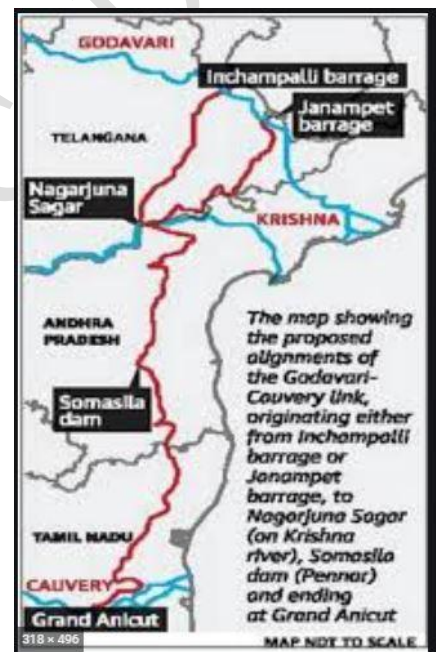 GODAVARI
Inchampalli barrage
Janampet
barrage
TELANGANA
Nagarjuna
Sagar
KRISHNA
ANDHRA
PRADESH
Somasila
dam
The map showing
the proposed
alignments of
the Godavari-
Cauvery link,
originating either
from Inchampalli
barrage or
Janampet
barrage, to
Nagarjuna Sagar
(on Krishna
river), Somasila
dam (Pennar)
and ending
at Grand Anicut
TAMIL NADU
CAUVERY
Grand Anicut
318 × 496
MAP NOT TO SCALE